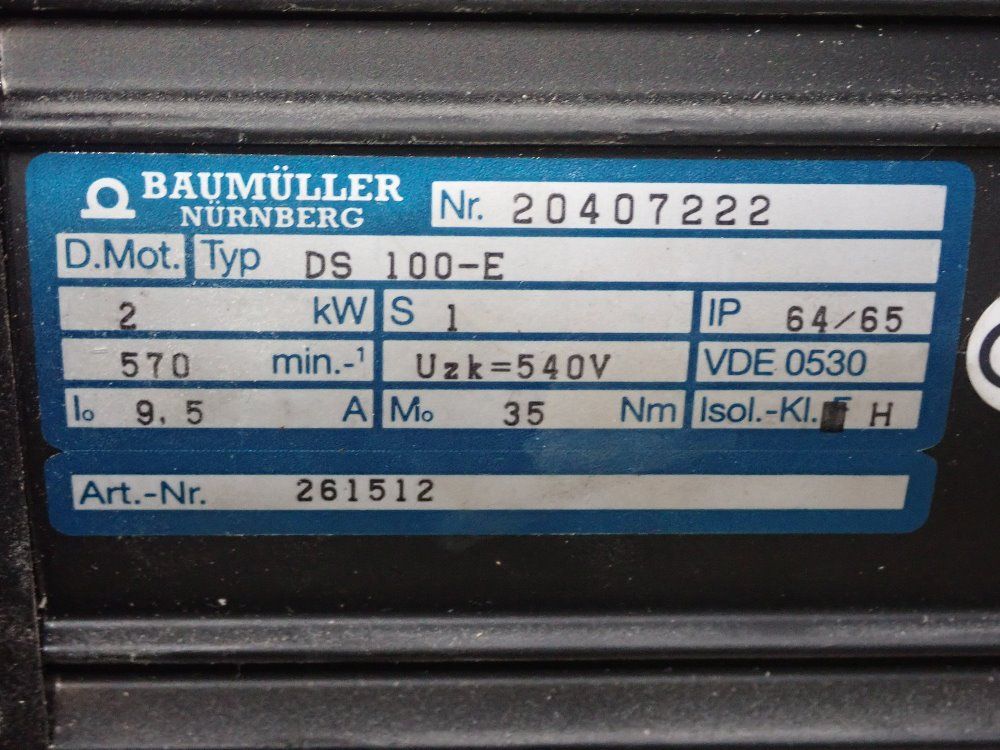 BAUMÜLLER
NÜRNBERG
Nr. 20407222
D.Mot. Typ DS 100-E
2 kW S 1 IP 64/65
570 min.-¹ Uzk=540V VDE 0530
I₀ 9,5 A M₀ 35 Nm Isol.-Kl. F H
Art.-Nr. 261512